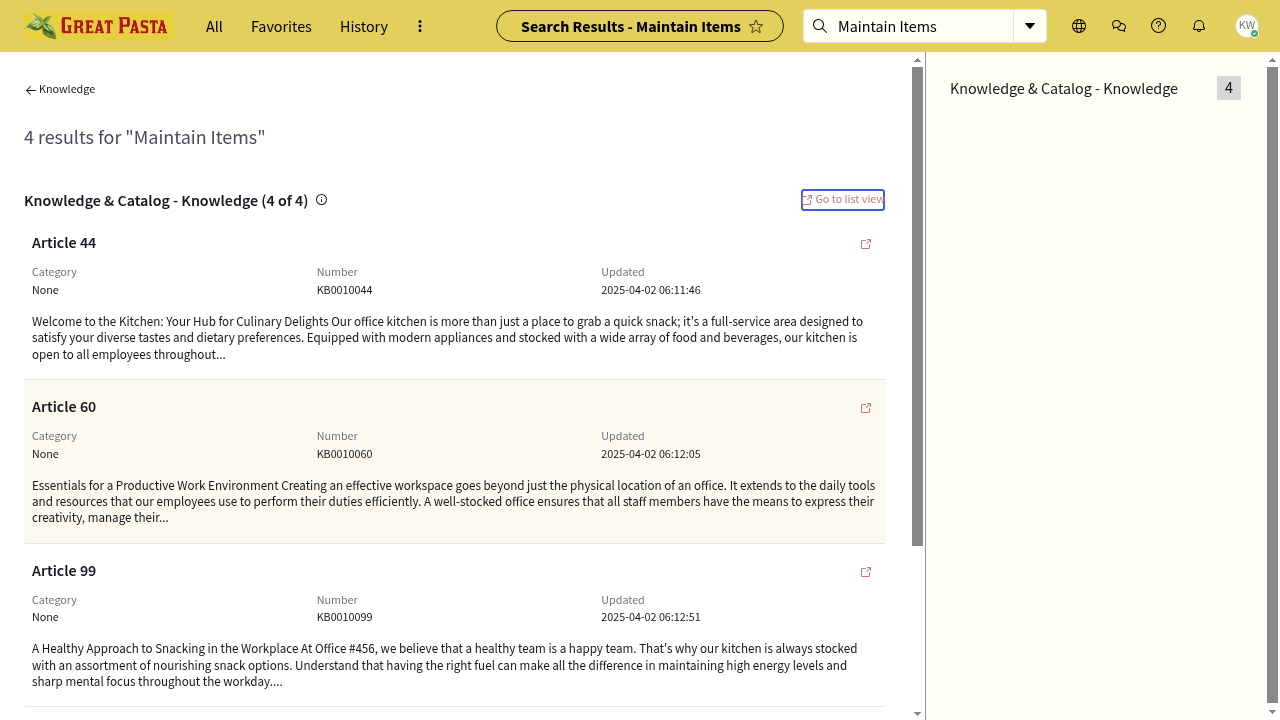 GREAT PASTA
All
Favorites
History
Search Results - Maintain Items
Maintain Items
KW
Knowledge
4 results for "Maintain Items"
Knowledge & Catalog - Knowledge (4 of 4)
Go to list view
Article 44
Category
Number
Updated
None
KB0010044
2025-04-02 06:11:46
Welcome to the Kitchen: Your Hub for Culinary Delights Our office kitchen is more than just a place to grab a quick snack; it's a full-service area designed to
satisfy your diverse tastes and dietary preferences. Equipped with modern appliances and stocked with a wide array of food and beverages, our kitchen is
open to all employees throughout...
Article 60
Category
Number
Updated
None
KB0010060
2025-04-02 06:12:05
Essentials for a Productive Work Environment Creating an effective workspace goes beyond just the physical location of an office. It extends to the daily tools
and resources that our employees use to perform their duties efficiently. A well-stocked office ensures that all staff members have the means to express their
creativity, manage their...
Article 99
Category
Number
Updated
None
KB0010099
2025-04-02 06:12:51
A Healthy Approach to Snacking in the Workplace At Office #456, we believe that a healthy team is a happy team. That's why our kitchen is always stocked
with an assortment of nourishing snack options. Understand that having the right fuel can make all the difference in maintaining high energy levels and
sharp mental focus throughout the workday....
Knowledge & Catalog - Knowledge
4